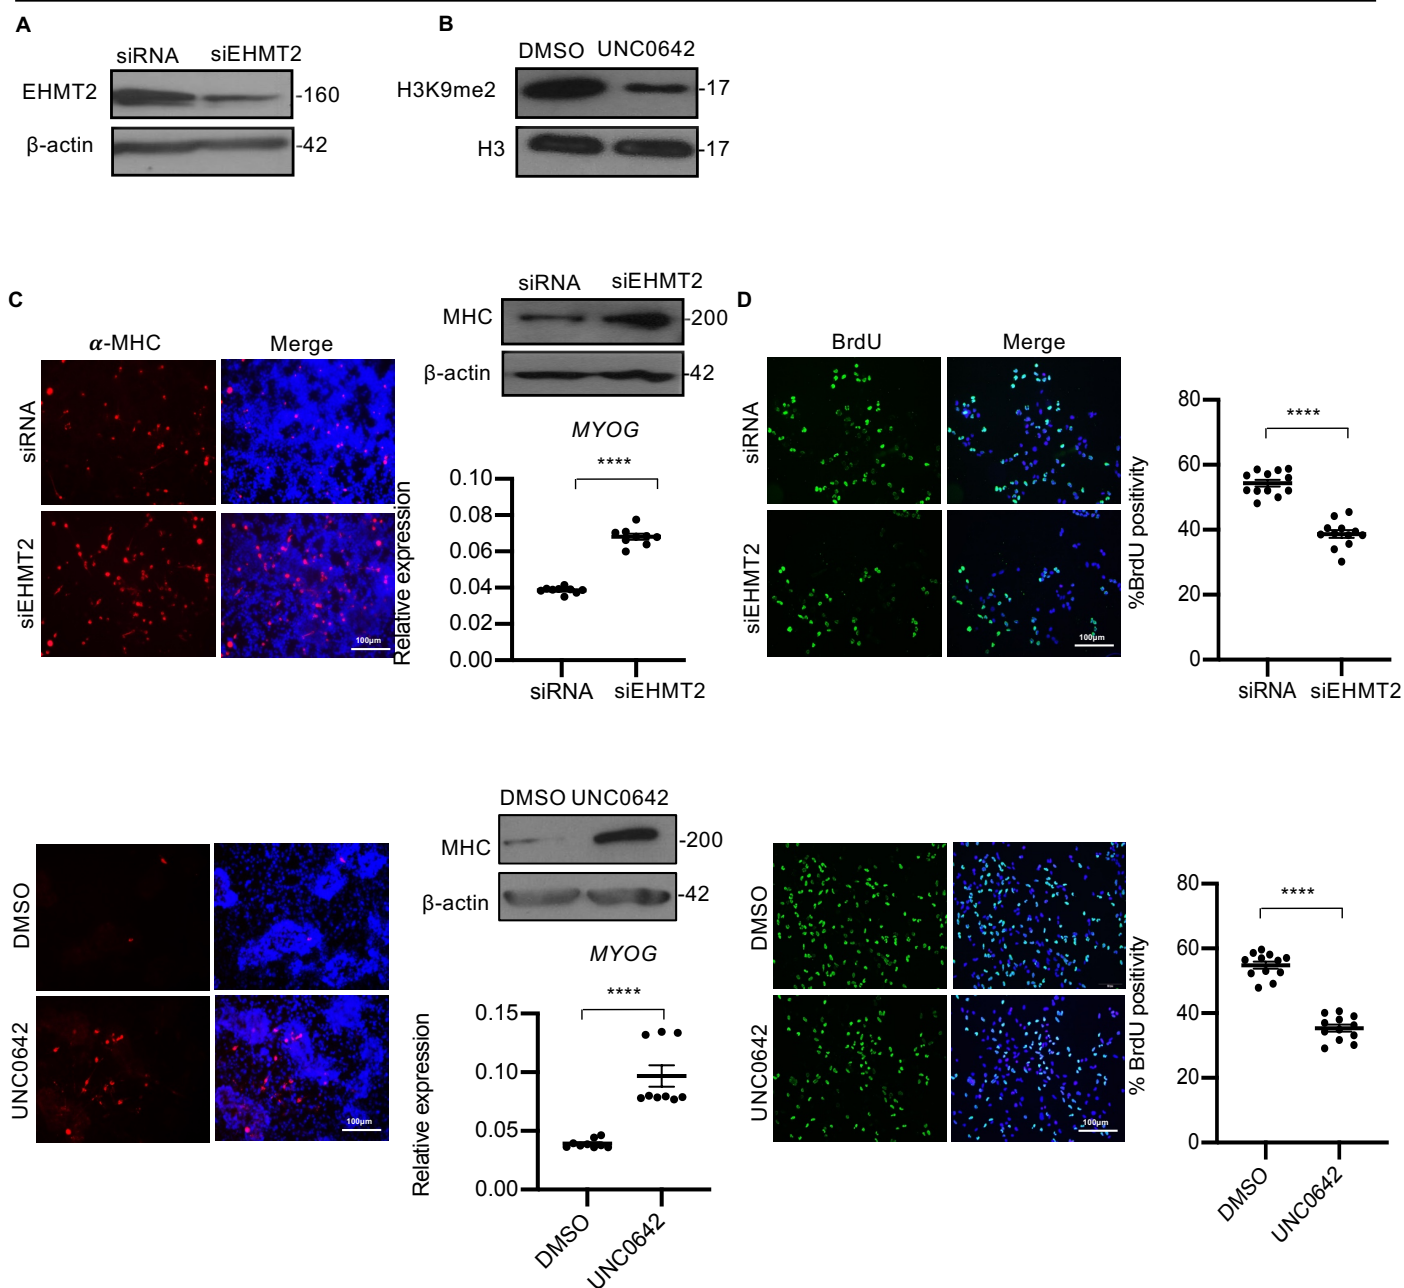 A
B
siRNA siEHMT2
DMSO UNC0642
EHMT2 -160
H3K9me2 -17
β-actin -42
H3 -17
C
siRNA siEHMT2
D
MHC -200
α-MHC Merge
BrdU Merge
β-actin -42
siRNA
siEHMT2
100µm
MYOG
****
Relative expression
0.10
0.08
0.06
0.04
0.02
0.00
siRNA siEHMT2
siRNA
siEHMT2
100µm
****
%BrdU positivity
80
60
40
20
0
siRNA siEHMT2
DMSO UNC0642
MHC -200
β-actin -42
DMSO
UNC0642
100µm
MYOG
****
Relative expression
0.15
0.10
0.05
0.00
DMSO
UNC0642
DMSO
UNC0642
100µm
****
% BrdU positivity
80
60
40
20
0
DMSO
UNC0642